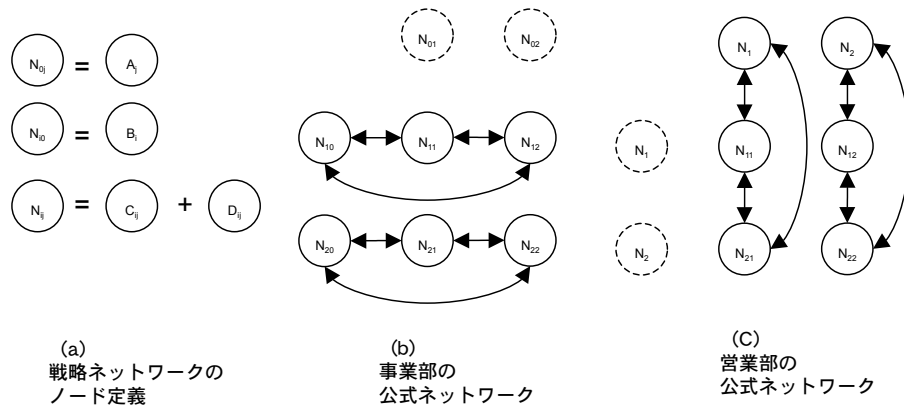 N0j = Aj
Ni0 = Bi
Nij = Cij + Dij
(a)
戦略ネットワークの
ノード定義
N01 N02
N10 N11 N12
N20 N21 N22
(b)
事業部の
公式ネットワーク
N1 N2
N1 N11 N12
N2 N21 N22
(C)
営業部の
公式ネットワーク